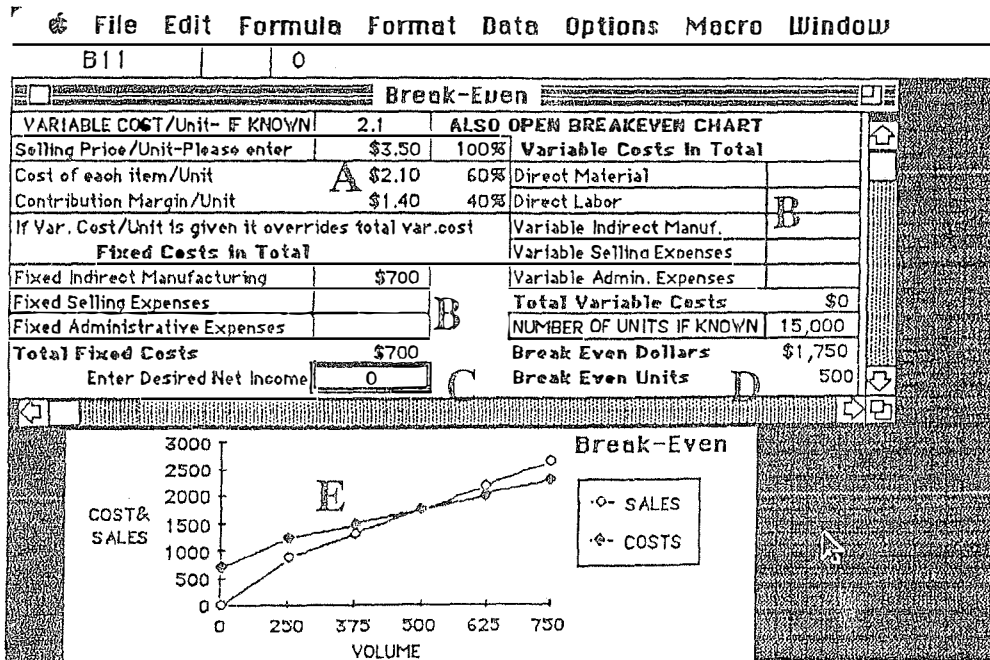 File Edit Formula Format Data Options Macro Window
B11 0
Break-Even
VARIABLE COST/Unit- IF KNOWN 2.1 ALSO OPEN BREAKEVEN CHART
Selling Price/Unit-Please enter $3.50 100% Variable Costs in Total
Cost of each item/Unit A $2.10 60% Direct Material
Contribution Margin/Unit $1.40 40% Direct Labor B
If Var. Cost/Unit is given it overrides total var.cost Variable Indirect Manuf.
Fixed Costs in Total Variable Selling Expenses
Fixed Indirect Manufacturing $700 Variable Admin. Expenses
Fixed Selling Expenses B Total Variable Costs $0
Fixed Administrative Expenses NUMBER OF UNITS IF KNOWN 15,000
Total Fixed Costs $700 Break Even Dollars $1,750
Enter Desired Net Income 0 C Break Even Units D 500
Break-Even
3000
2500
2000
1500
1000
500
0
COST&
SALES
E
SALES
COSTS
0 250 375 500 625 750
VOLUME